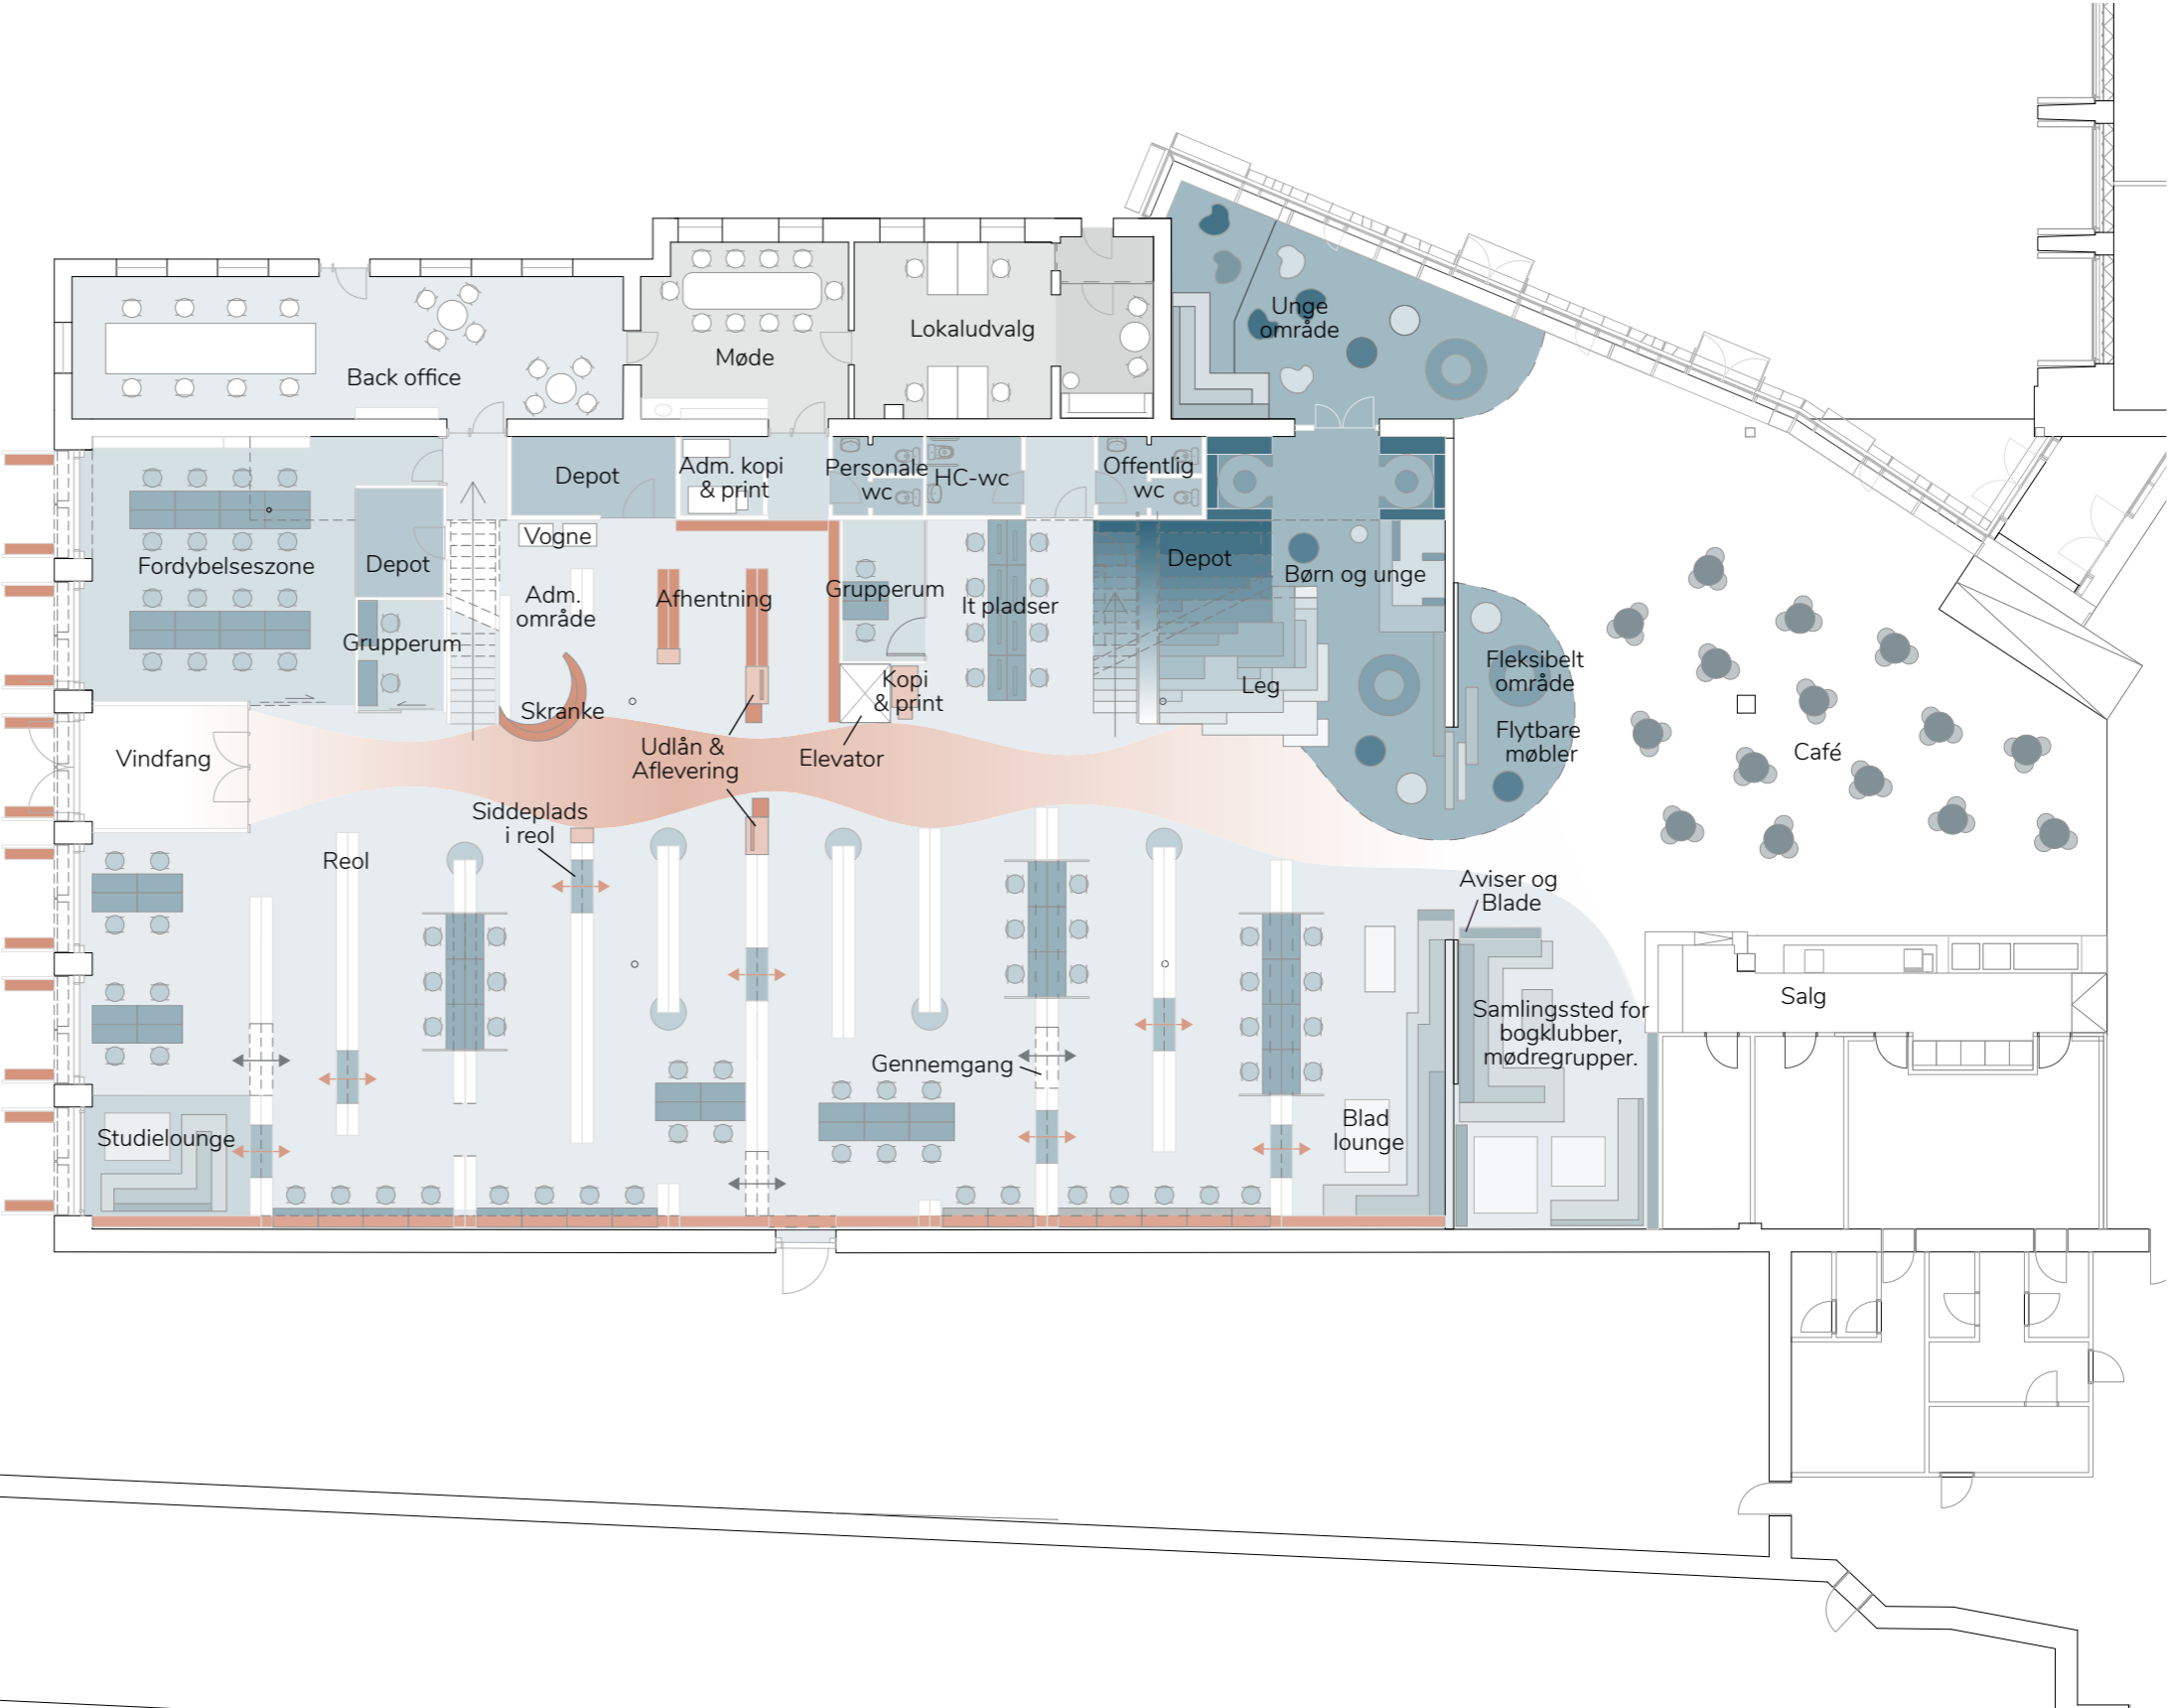 Unge
område
Lokaludvalg
Møde
Back office
Depot
Adm. kopi
& print
Personale
wc
HC-wc
Offentlig
wc
Vogne
Fordybelseszone
Depot
Adm.
område
Afhentning
Grupperum
It pladser
Depot
Børn og unge
Grupperum
Skranke
Kopi
& print
Leg
Fleksibelt
område
Flytbare
møbler
Café
Vindfang
Udlån &
Aflevering
Elevator
Siddeplads
i reol
Reol
Aviser og
Blade
Salg
Samlingssted for
bogklubber,
mødregrupper.
Gennemgang
Studielounge
Blad
lounge